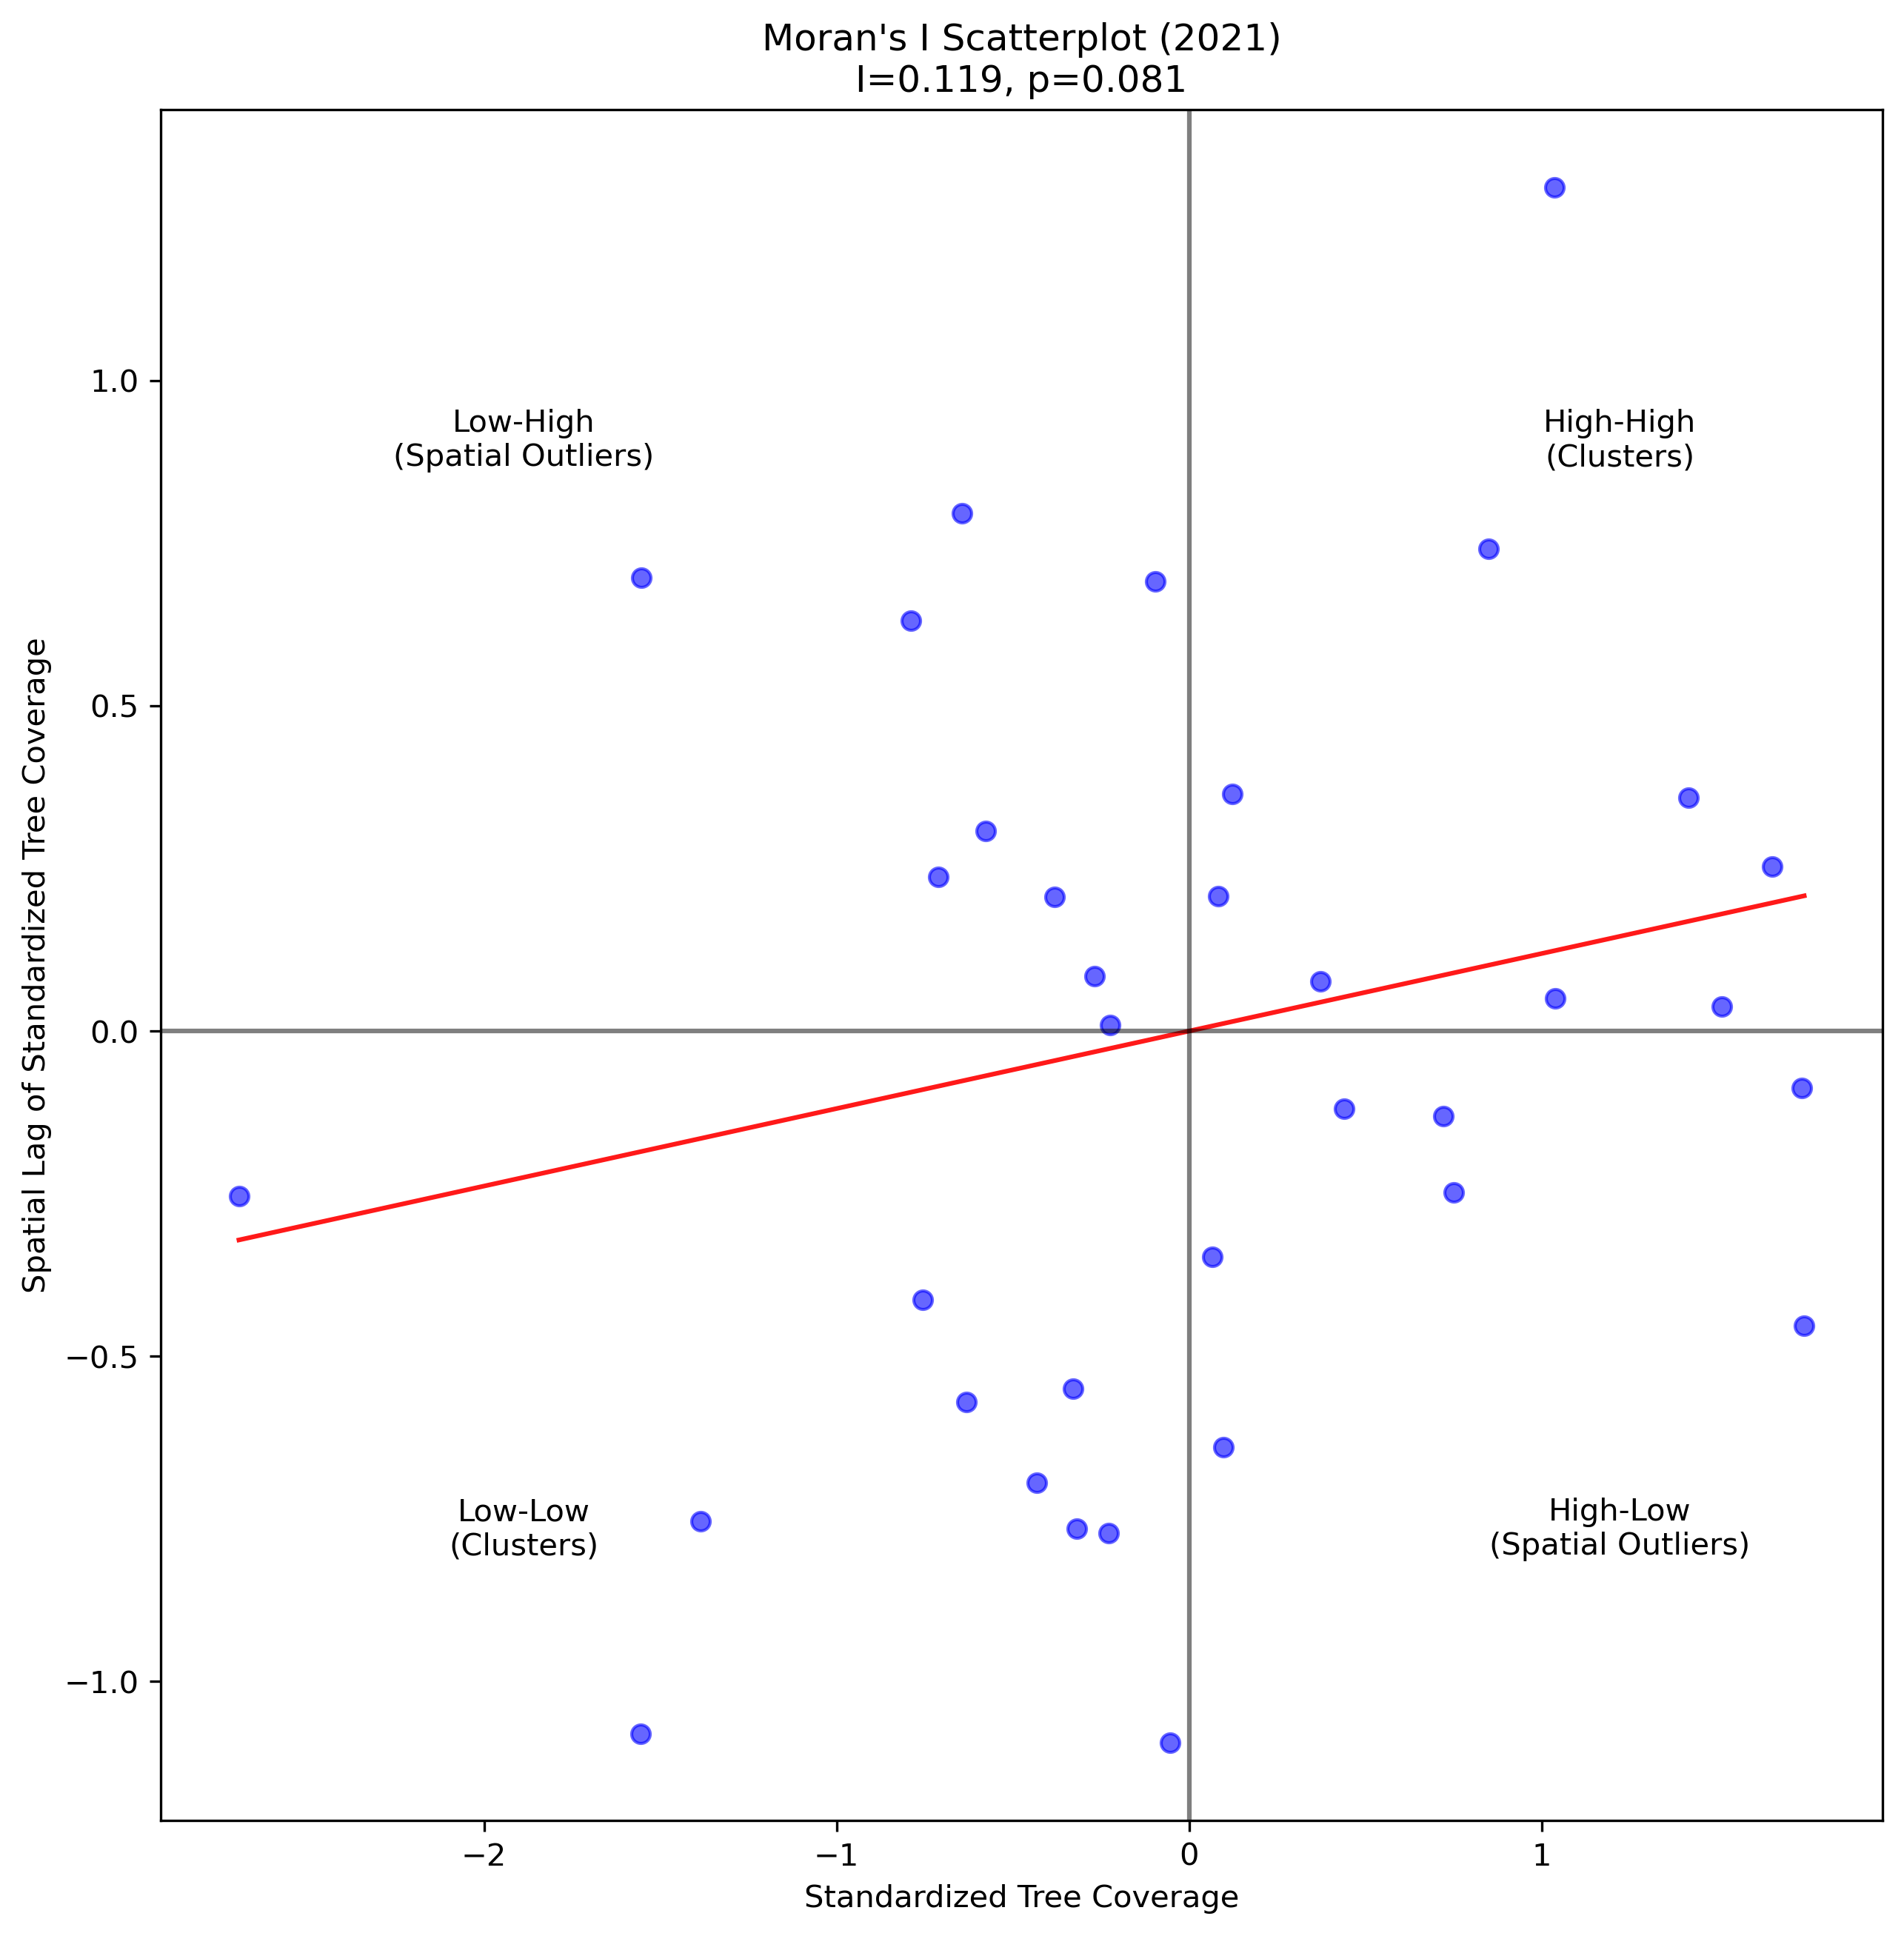 Moran's I Scatterplot (2021)
I=0.119, p=0.081
Low-High
(Spatial Outliers)
High-High
(Clusters)
Low-Low
(Clusters)
High-Low
(Spatial Outliers)
Spatial Lag of Standardized Tree Coverage
1.0
0.5
0.0
−0.5
−1.0
−2
−1
0
1
Standardized Tree Coverage